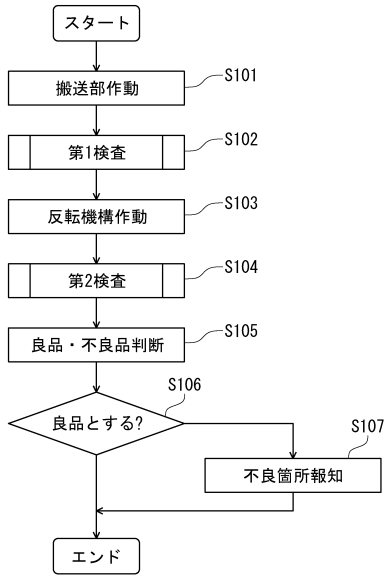 スタート
搬送部作動
S101
第1検査
S102
反転機構作動
S103
第2検査
S104
良品・不良品判断
S105
良品とする?
S106
不良箇所報知
S107
エンド